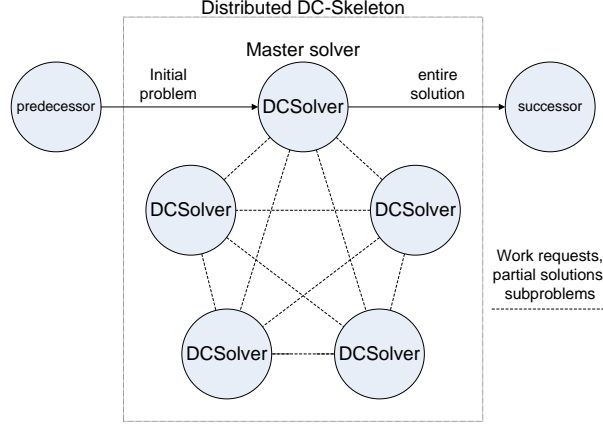 Distributed DC-Skeleton
Master solver
Initial
problem
entire
solution
predecessor
DCSolver
successor
DCSolver
DCSolver
Work requests,
partial solutions
subproblems
DCSolver
DCSolver